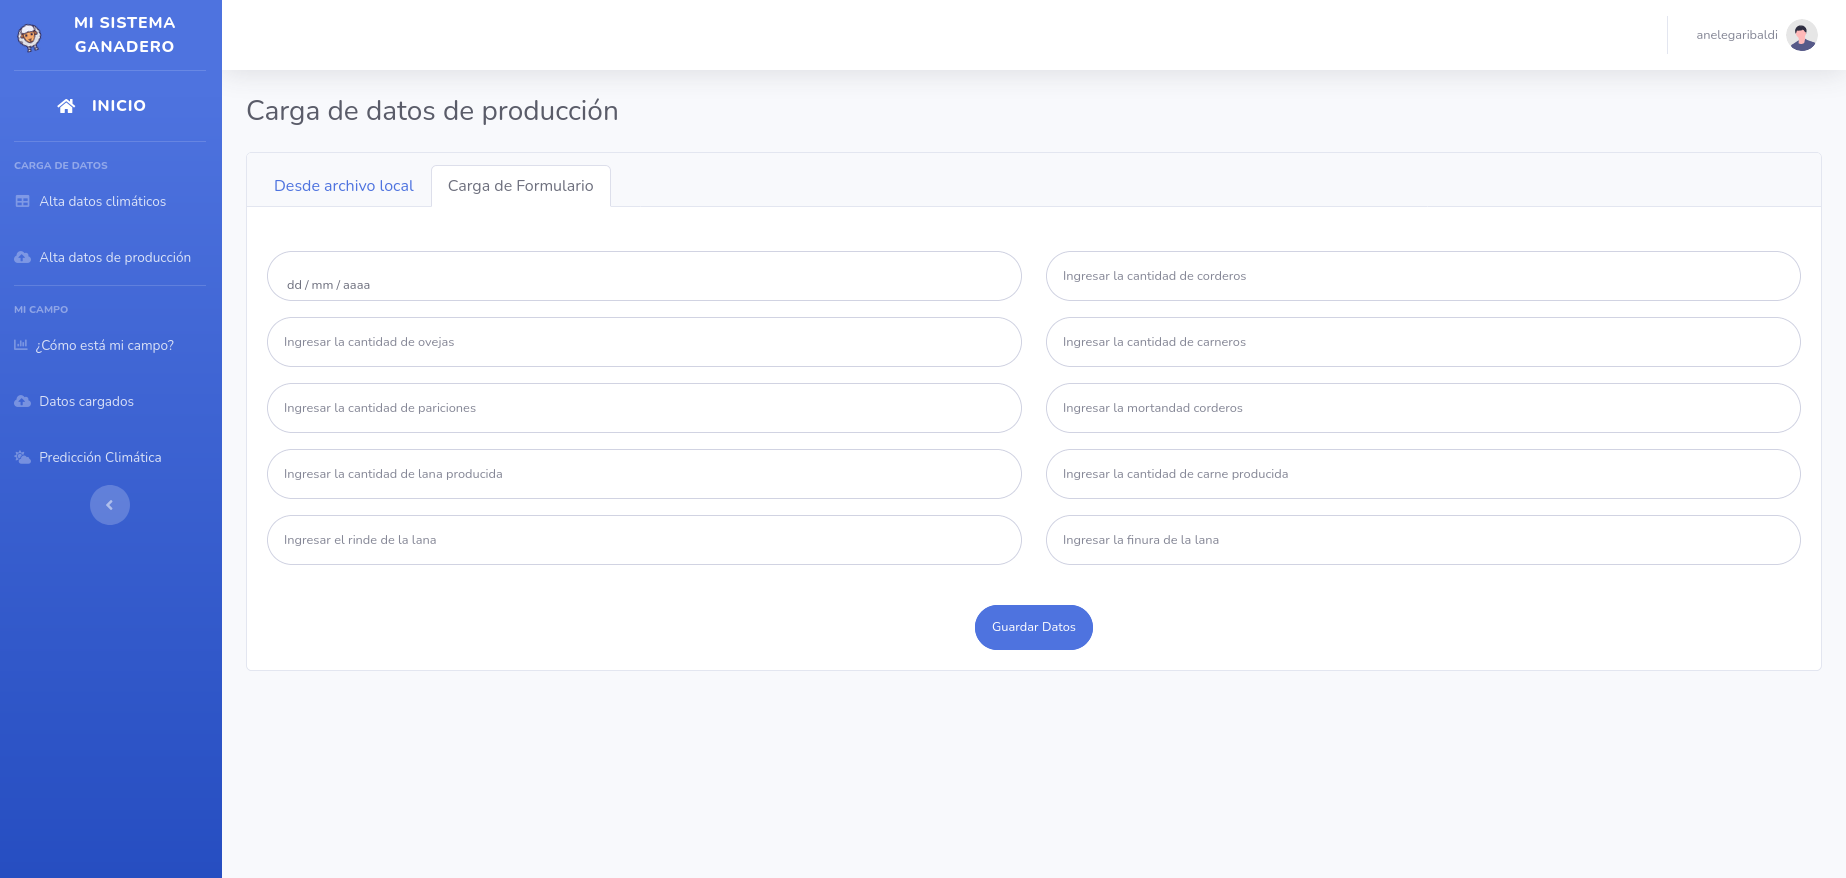 MI SISTEMA
GANADERO
INICIO
CARGA DE DATOS
Alta datos climáticos
Alta datos de producción
MI CAMPO
¿Cómo está mi campo?
Datos cargados
Predicción Climática
anelegaribaldi
Carga de datos de producción
Desde archivo local
Carga de Formulario
dd / mm / aaaa
Ingresar la cantidad de corderos
Ingresar la cantidad de ovejas
Ingresar la cantidad de carneros
Ingresar la cantidad de pariciones
Ingresar la mortandad corderos
Ingresar la cantidad de lana producida
Ingresar la cantidad de carne producida
Ingresar el rinde de la lana
Ingresar la finura de la lana
Guardar Datos